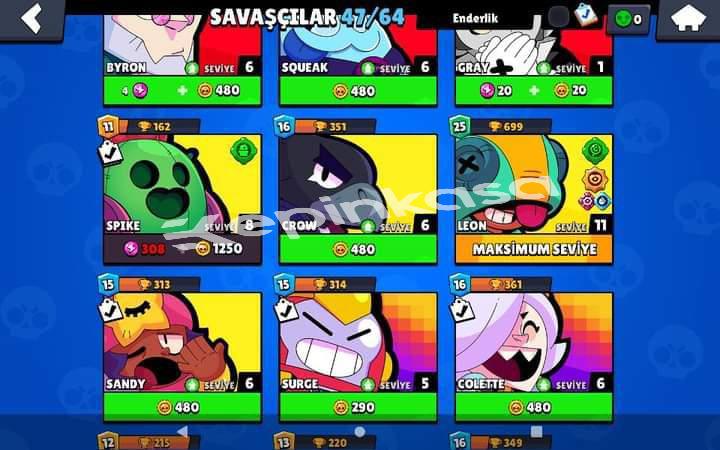 SAVAŞÇILAR 47/64
Enderlik
0
BYRON SEVİYE 6
4 + 480
SQUEAK SEVİYE 6
480
GRAY SEVİYE 1
20 + 20
11 162
SPIKE SEVİYE 8
308 1250
16 351
CROW SEVİYE 6
480
25 699
LEON SEVİYE 11
MAKSİMUM SEVİYE
epinkasa
15 313
SANDY SEVİYE 6
480
15 314
SURGE SEVİYE 5
290
16 361
COLETTE SEVİYE 6
480
12 215
13 220
16 349